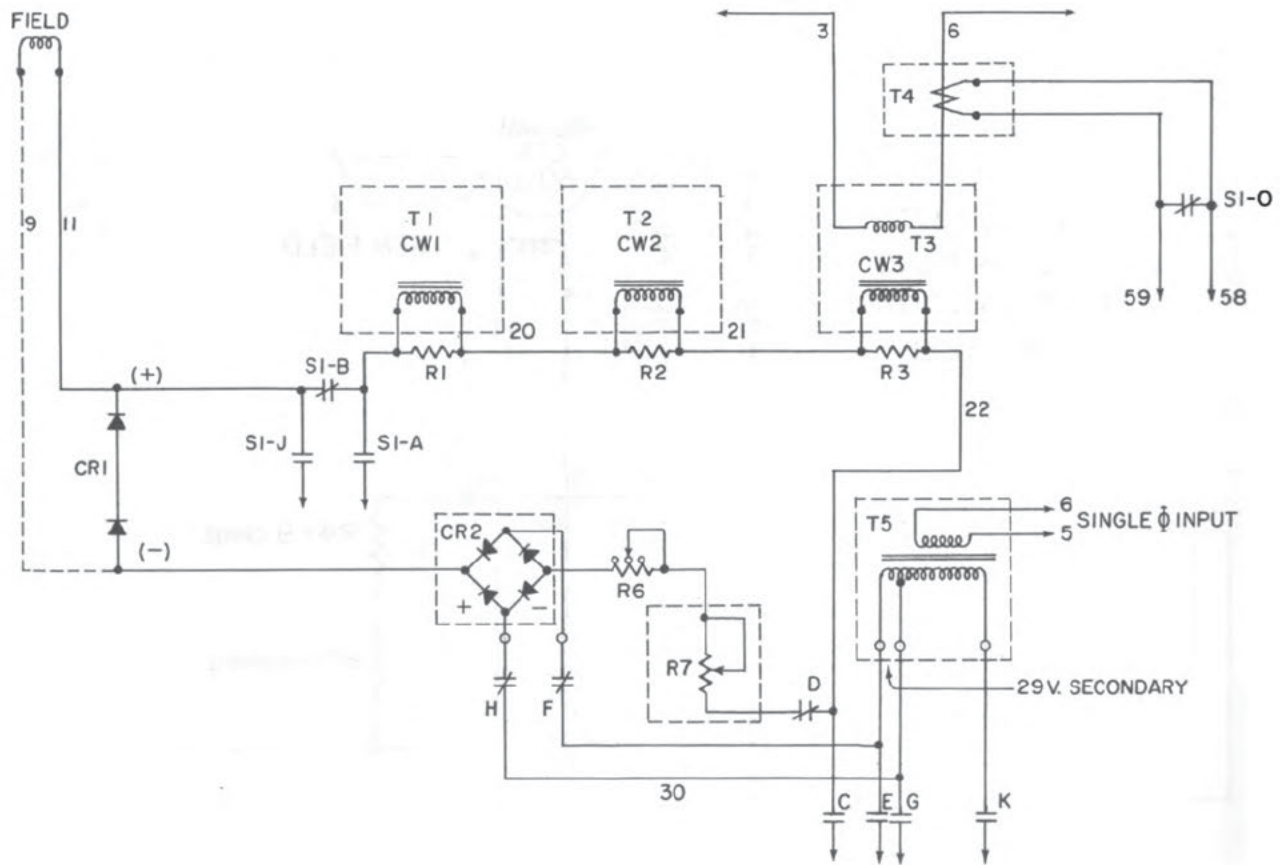 FIELD
3
6
T4
S1-O
59
58
9
11
T1
CW1
T2
CW2
T3
CW3
20
21
R1
R2
R3
22
(+)
S1-B
S1-J
S1-A
CR1
(-)
CR2
+
-
R6
R7
H
F
D
T5
6
5
SINGLE Φ INPUT
29 V. SECONDARY
30
C
E
G
K